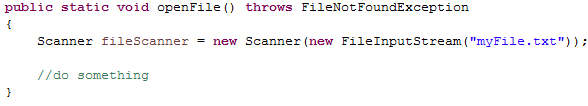 public static void openFile() throws FileNotFoundException
{
    Scanner fileScanner = new Scanner(new FileInputStream("myFile.txt"));
    //do something
}